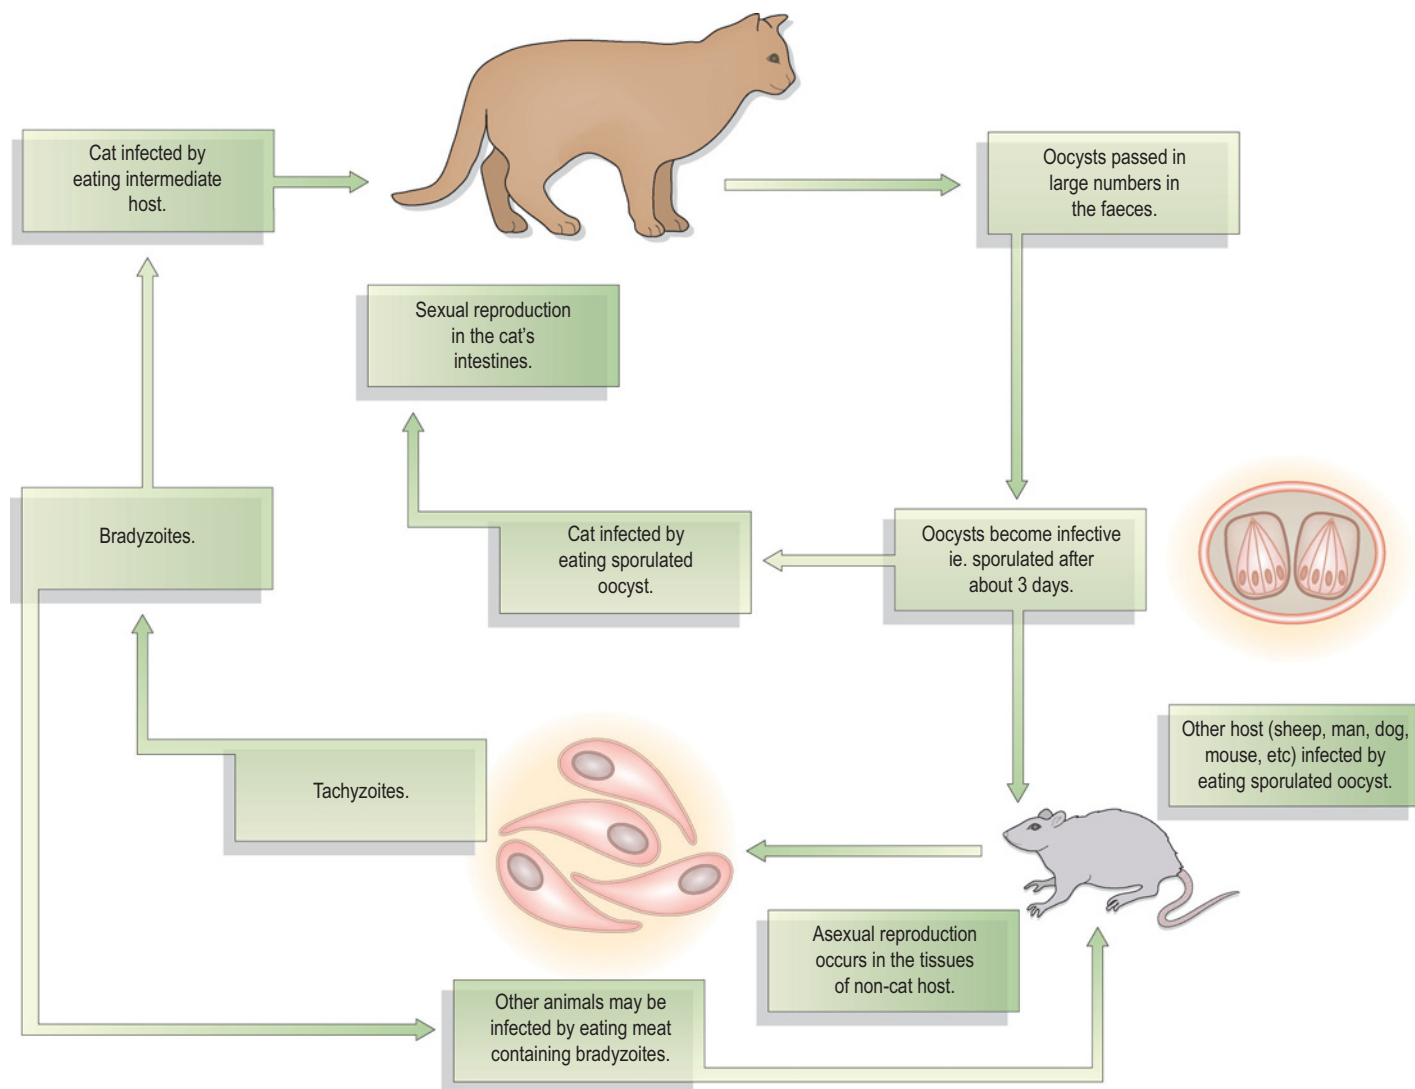 Cat infected by
eating intermediate
host.
Oocysts passed in
large numbers in
the faeces.
Sexual reproduction
in the cat's
intestines.
Bradyzoites.
Cat infected by
eating sporulated
oocyst.
Oocysts become infective
ie. sporulated after
about 3 days.
Other host (sheep, man, dog,
mouse, etc) infected by
eating sporulated oocyst.
Tachyzoites.
Asexual reproduction
occurs in the tissues
of non-cat host.
Other animals may be
infected by eating meat
containing bradyzoites.